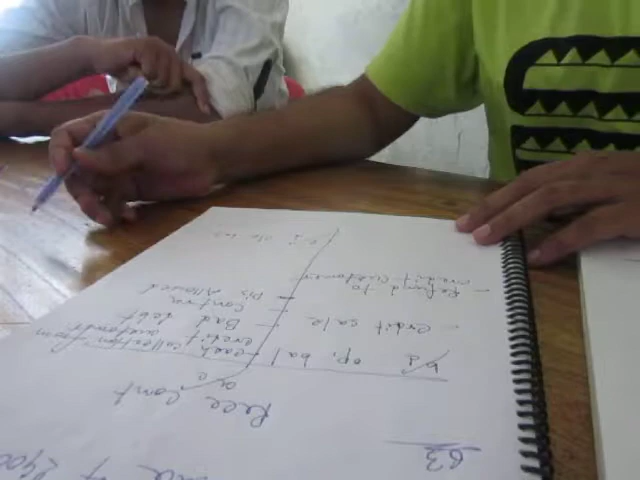 63
Rece Cont
a/c
b/d op, bal
- credit sale
- Refund to
credit customer
- cash collection from
credit customer
- Bad debt
- Contra
- Dis Allowed